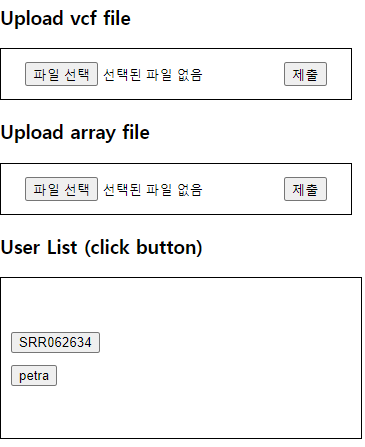 Upload vcf file
파일 선택 선택된 파일 없음 제출
Upload array file
파일 선택 선택된 파일 없음 제출
User List (click button)
SRR062634
petra